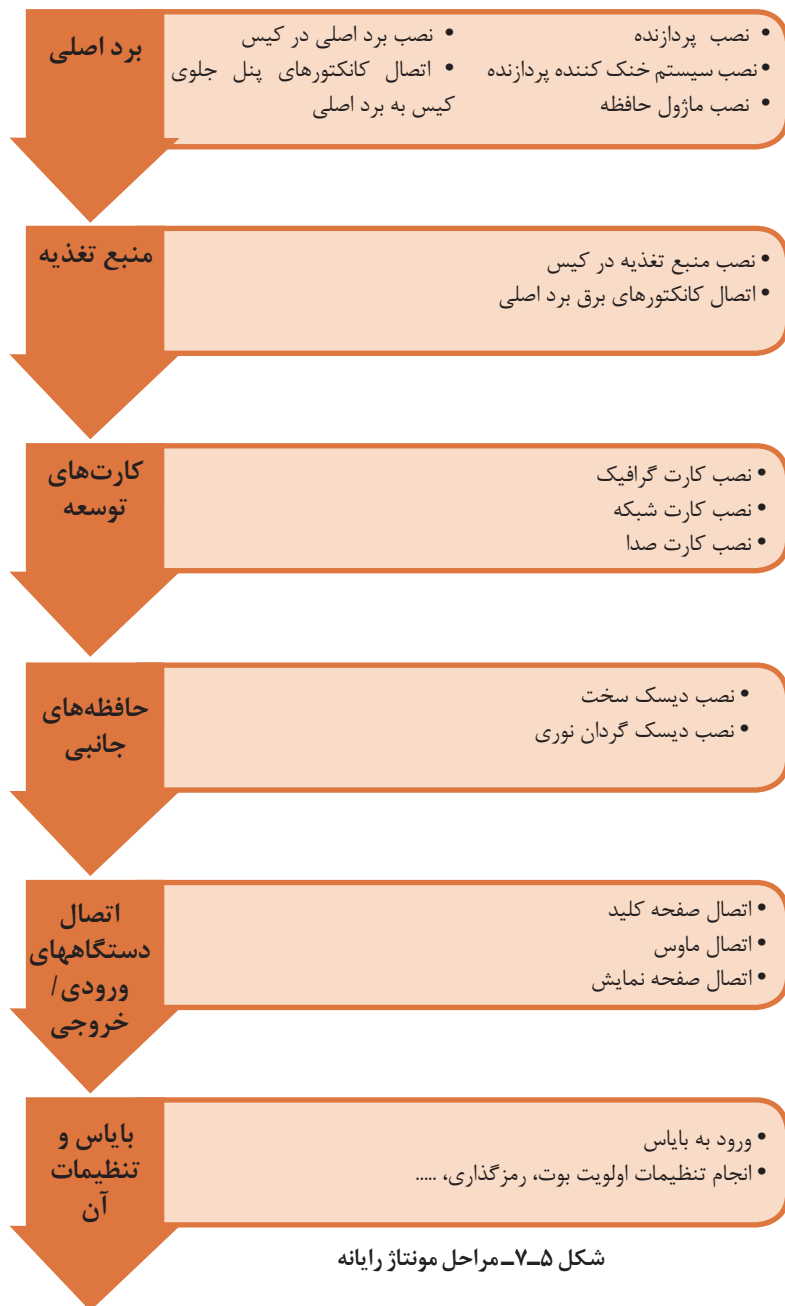 برد اصلی
• نصب پردازنده
• نصب سیستم خنک کننده پردازنده
• نصب ماژول حافظه
• نصب برد اصلی در کیس
• اتصال کانکتورهای پنل جلوی
کیس به برد اصلی
منبع تغذیه
• نصب منبع تغذیه در کیس
• اتصال کانکتورهای برق برد اصلی
کارت‌های
توسعه
• نصب کارت گرافیک
• نصب کارت شبکه
• نصب کارت صدا
حافظه‌های
جانبی
• نصب دیسک سخت
• نصب دیسک گردان نوری
اتصال
دستگاههای
ورودی/
خروجی
• اتصال صفحه کلید
• اتصال ماوس
• اتصال صفحه نمایش
بایاس و
تنظیمات
آن
• ورود به بایاس
• انجام تنظیمات اولویت بوت، رمزگذاری، .....
شکل ۵ـ۷ـ مراحل مونتاژ رایانه